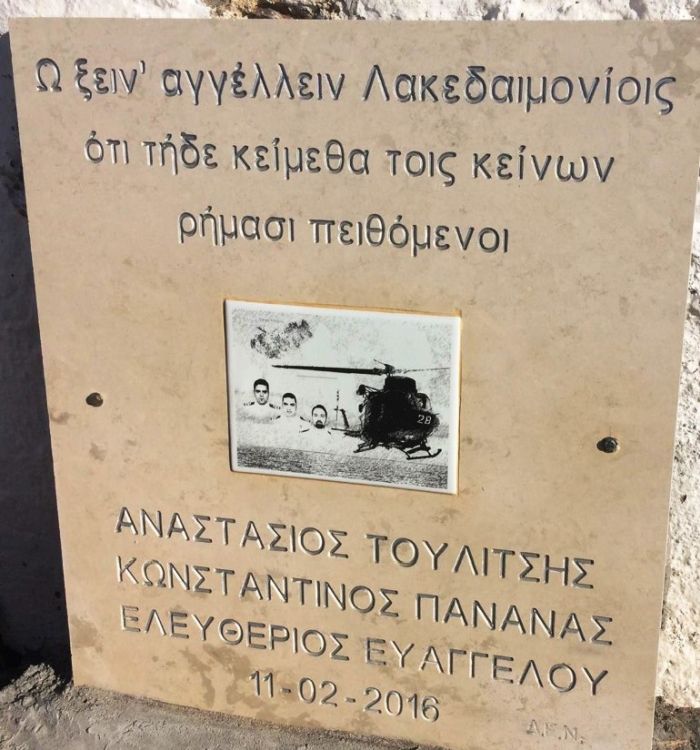 Ω ξειν' αγγέλλειν Λακεδαιμονίοις
ότι τήδε κείμεθα τοις κείνων
ρήμασι πειθόμενοι
28
ΑΝΑΣΤΑΣΙΟΣ ΤΟΥΛΙΤΣΗΣ
ΚΩΝΣΤΑΝΤΙΝΟΣ ΠΑΝΑΝΑΣ
ΕΛΕΥΘΕΡΙΟΣ ΕΥΑΓΓΕΛΟΥ
11-02-2016
Δ.Ε.Ν.